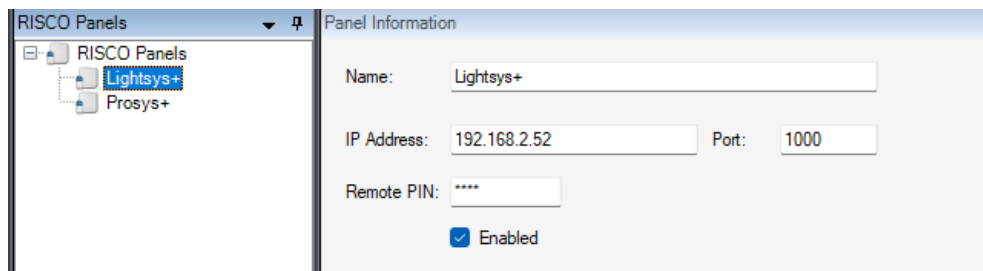 RISCO Panels
RISCO Panels
Lightsys+
Prosys+
Panel Information
Name: Lightsys+
IP Address: 192.168.2.52 Port: 1000
Remote PIN: ****
Enabled